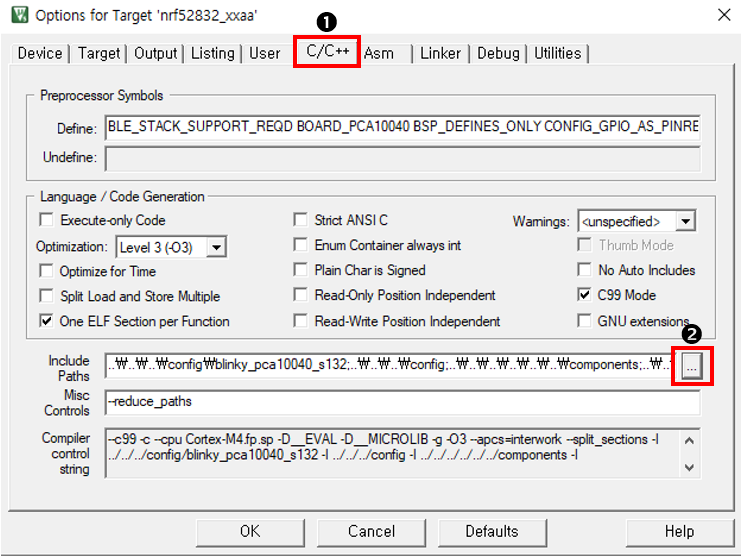 Options for Target 'nrf52832_xxaa'
❶
Device Target Output Listing User C/C++ Asm Linker Debug Utilities
Preprocessor Symbols
Define: BLE_STACK_SUPPORT_REQD BOARD_PCA10040 BSP_DEFINES_ONLY CONFIG_GPIO_AS_PINRE
Undefine:
Language / Code Generation
Execute-only Code
Strict ANSI C
Warnings: <unspecified>
Optimization: Level 3 (-O3)
Enum Container always int
Thumb Mode
Optimize for Time
Plain Char is Signed
No Auto Includes
Split Load and Store Multiple
Read-Only Position Independent
C99 Mode
One ELF Section per Function
Read-Write Position Independent
GNU extensions
❷
Include
Paths
..₩..₩..₩config₩blinky_pca10040_s132;..₩..₩..₩config;..₩..₩..₩..₩..₩..₩components;..₩..
...
Misc
Controls
--reduce_paths
Compiler
control
string
--c99 -c --cpu Cortex-M4.fp.sp -D__EVAL -D__MICROLIB -g -O3 --apcs=interwork --split_sections -I
../../../config/blinky_pca10040_s132 -I ../../../config -I ../../../../../../components -I
OK Cancel Defaults Help